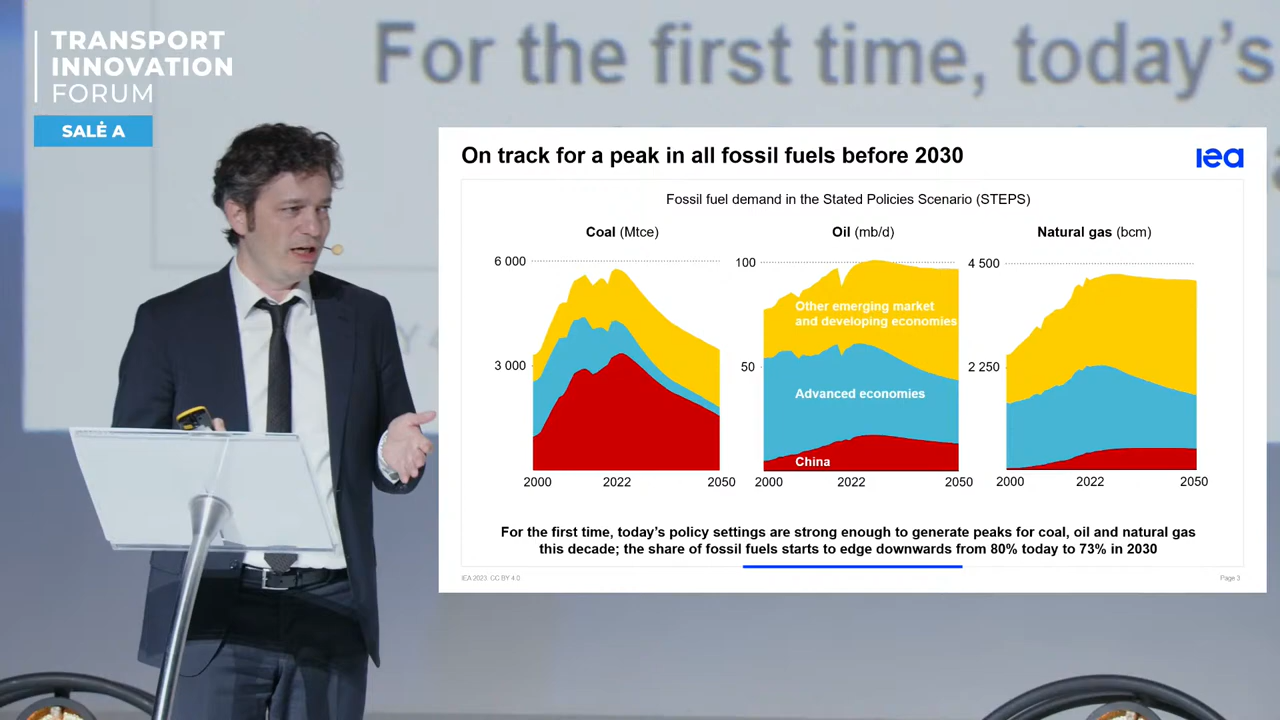 TRANSPORT
INNOVATION
FORUM
SALĖ A
For the first time, today's
On track for a peak in all fossil fuels before 2030
iea
Fossil fuel demand in the Stated Policies Scenario (STEPS)
Coal (Mtce)
Oil (mb/d)
Natural gas (bcm)
6 000
3 000
2000
2022
2050
100
50
Other emerging market
and developing economies
Advanced economies
China
2000
2022
2050
4 500
2 250
2000
2022
2050
For the first time, today's policy settings are strong enough to generate peaks for coal, oil and natural gas
this decade; the share of fossil fuels starts to edge downwards from 80% today to 73% in 2030
IEA 2023. CC BY 4.0
Page 3